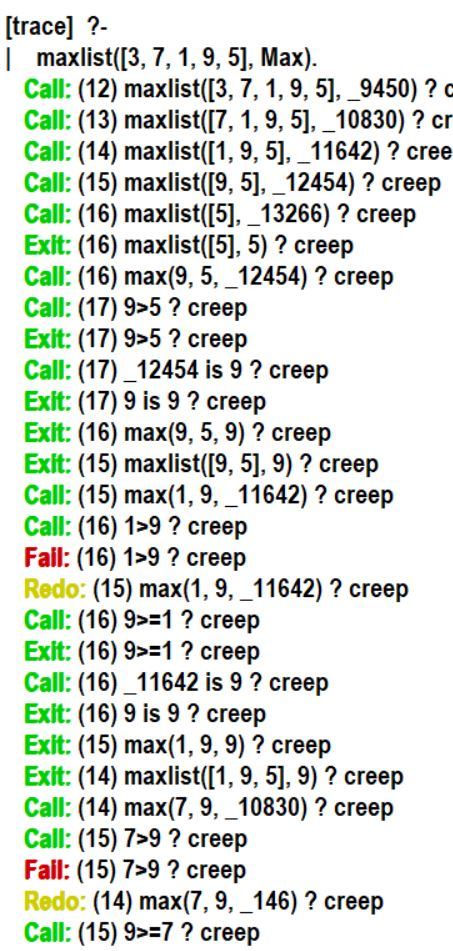 [trace]  ?-
|    maxlist([3, 7, 1, 9, 5], Max).
Call: (12) maxlist([3, 7, 1, 9, 5], _9450) ? c
Call: (13) maxlist([7, 1, 9, 5], _10830) ? cr
Call: (14) maxlist([1, 9, 5], _11642) ? cree
Call: (15) maxlist([9, 5], _12454) ? creep
Call: (16) maxlist([5], _13266) ? creep
Exit: (16) maxlist([5], 5) ? creep
Call: (16) max(9, 5, _12454) ? creep
Call: (17) 9>5 ? creep
Exit: (17) 9>5 ? creep
Call: (17) _12454 is 9 ? creep
Exit: (17) 9 is 9 ? creep
Exit: (16) max(9, 5, 9) ? creep
Exit: (15) maxlist([9, 5], 9) ? creep
Call: (15) max(1, 9, _11642) ? creep
Call: (16) 1>9 ? creep
Fail: (16) 1>9 ? creep
Redo: (15) max(1, 9, _11642) ? creep
Call: (16) 9>=1 ? creep
Exit: (16) 9>=1 ? creep
Call: (16) _11642 is 9 ? creep
Exit: (16) 9 is 9 ? creep
Exit: (15) max(1, 9, 9) ? creep
Exit: (14) maxlist([1, 9, 5], 9) ? creep
Call: (14) max(7, 9, _10830) ? creep
Call: (15) 7>9 ? creep
Fail: (15) 7>9 ? creep
Redo: (14) max(7, 9, _146) ? creep
Call: (15) 9>=7 ? creep